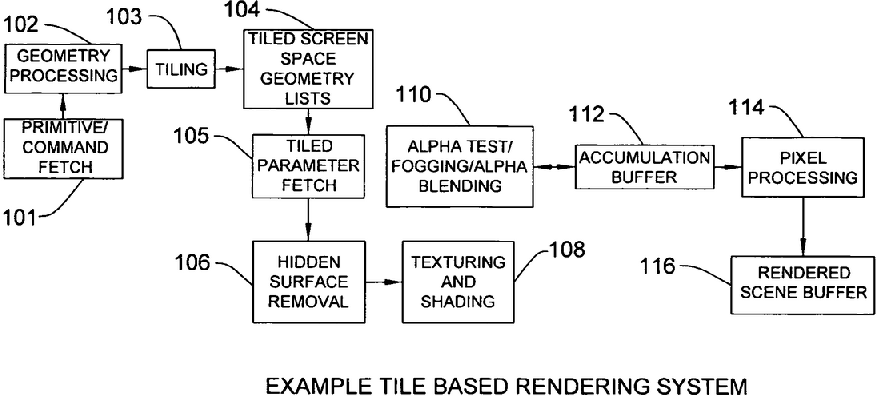 102
GEOMETRY
PROCESSING
103
TILING
104
TILED SCREEN
SPACE
GEOMETRY
LISTS
PRIMITIVE/
COMMAND
FETCH
101
105
TILED
PARAMETER
FETCH
106
HIDDEN
SURFACE
REMOVAL
TEXTURING
AND
SHADING
108
110
ALPHA TEST/
FOGGING/ALPHA
BLENDING
112
ACCUMULATION
BUFFER
114
PIXEL
PROCESSING
116
RENDERED
SCENE BUFFER
EXAMPLE TILE BASED RENDERING SYSTEM